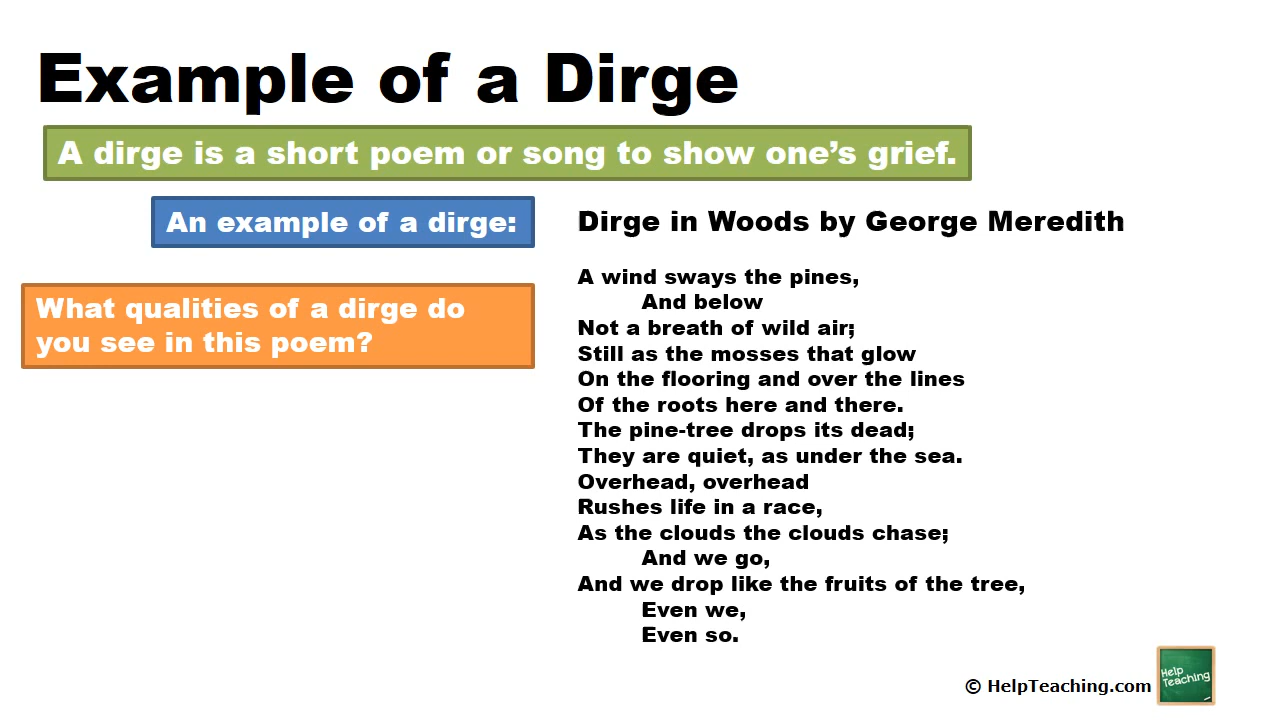 Example of a Dirge
A dirge is a short poem or song to show one’s grief.
An example of a dirge:
What qualities of a dirge do
you see in this poem?
Dirge in Woods by George Meredith
A wind sways the pines,
And below
Not a breath of wild air;
Still as the mosses that glow
On the flooring and over the lines
Of the roots here and there.
The pine-tree drops its dead;
They are quiet, as under the sea.
Overhead, overhead
Rushes life in a race,
As the clouds the clouds chase;
And we go,
And we drop like the fruits of the tree,
Even we,
Even so.
© HelpTeaching.com
Help
Teaching